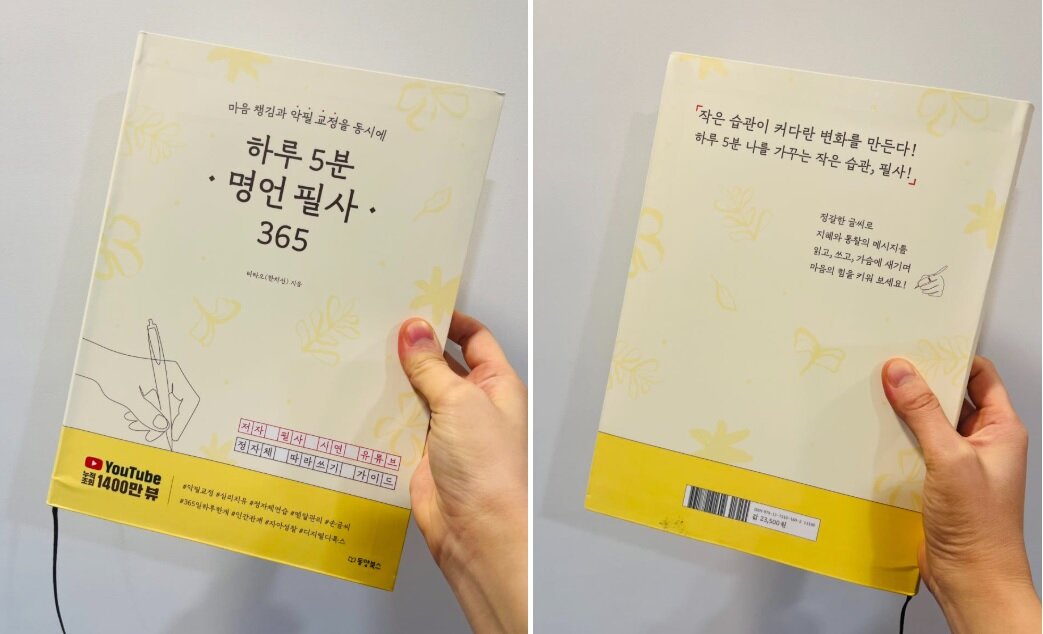 마음 챙김과 악필 교정을 동시에
하루 5분
·명언 필사·
365
저자 필사 시연 유튜브
정자체 따라쓰기 가이드
YouTube
누적
조회 1400만 뷰
#악필교정 #심리치유 #정자체연습 #멘탈관리 #손글씨
#365일하루한개 #인간관계 #자아성찰 #디지털디톡스
동양북스
「작은 습관이 커다란 변화를 만든다!
하루 5분 나를 가꾸는 작은 습관, 필사!」
정갈한 글씨로
지혜와 통찰의 메시지를
읽고, 쓰고, 가슴에 새기며
마음의 힘을 키워 보세요!
값 23,500원